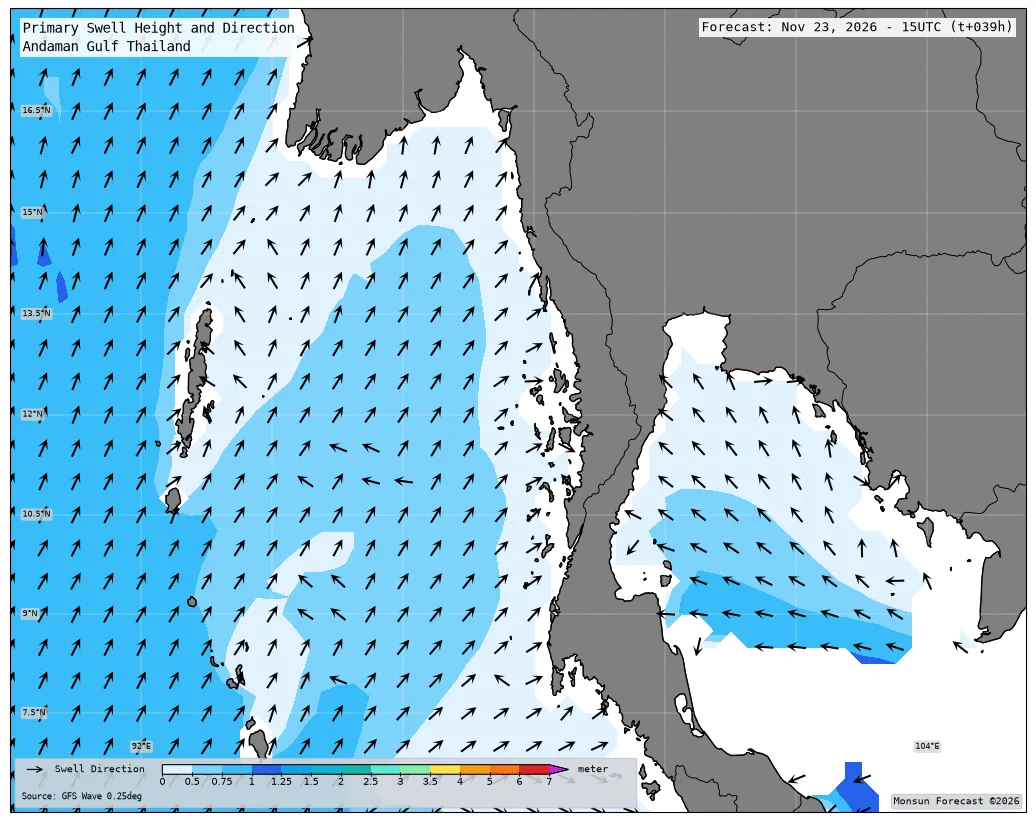 Primary Swell Height and Direction
Andaman Gulf Thailand
Forecast: Nov 23, 2026 - 15UTC (t+039h)
16.5°N
15°N
13.5°N
12°N
10.5°N
9°N
7.5°N
92°E
104°E
Swell Direction
0 0.5 0.75 1 1.25 1.5 2 2.5 3 3.5 4 5 6 7
meter
Source: GFS Wave 0.25deg
Monsun Forecast ©2026